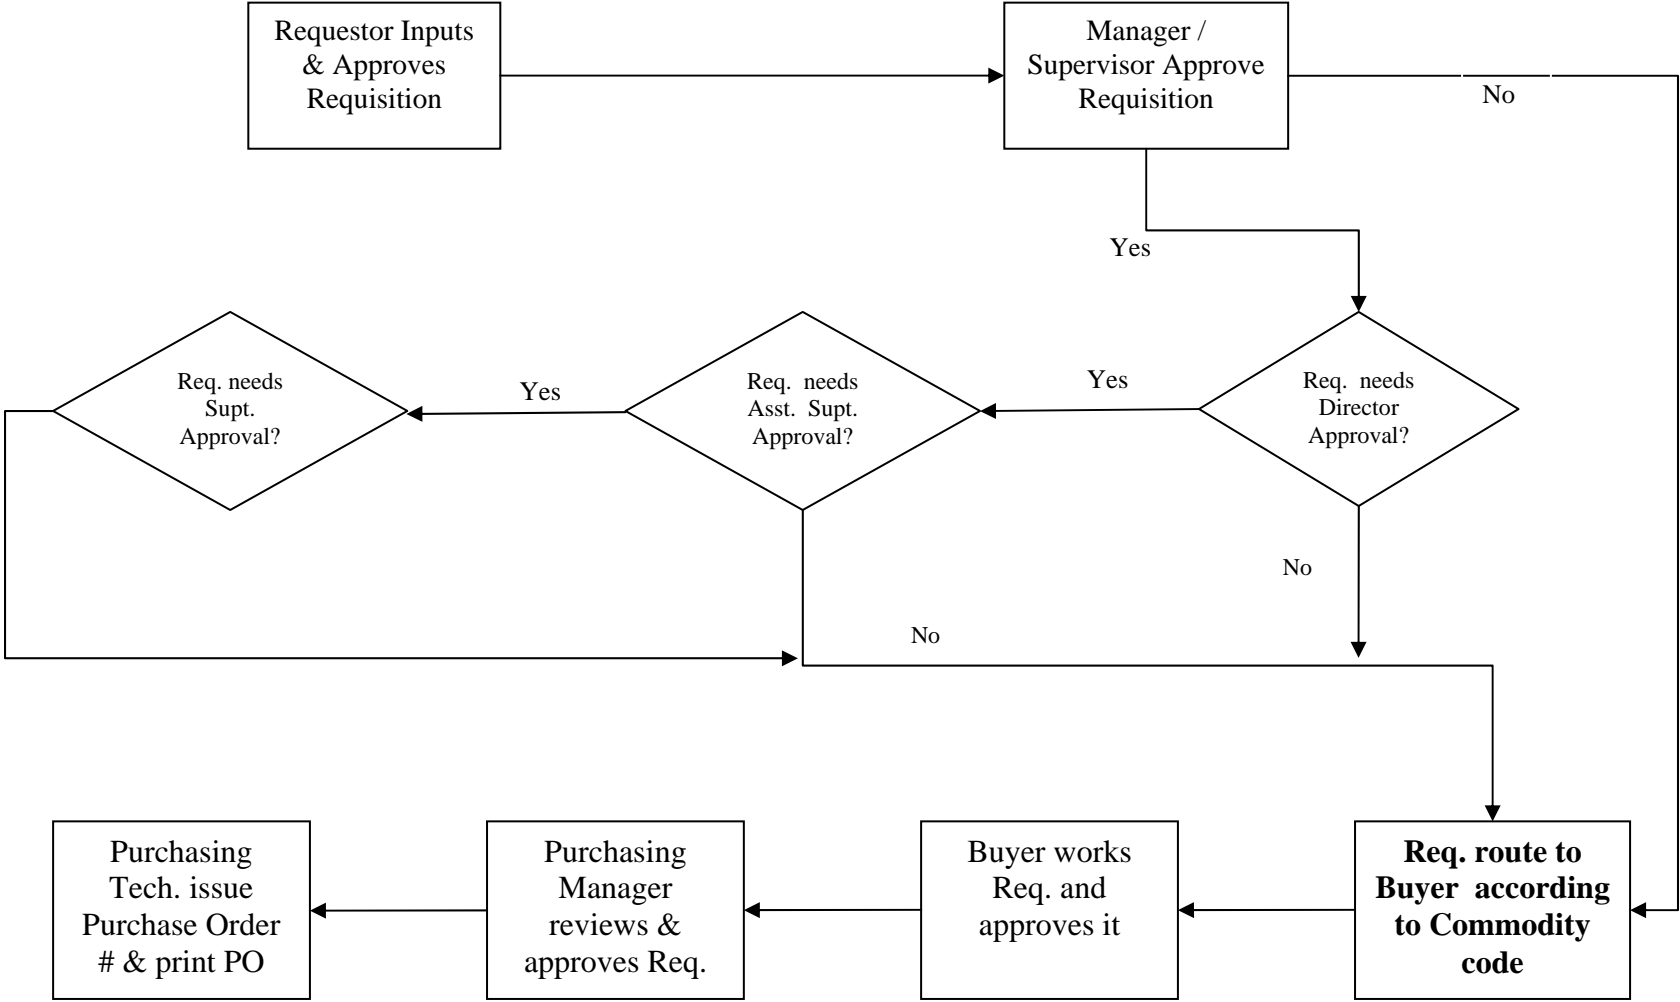 Requestor Inputs
& Approves
Requisition
Manager /
Supervisor Approve
Requisition
No
Yes
Req. needs
Supt.
Approval?
Yes
Req. needs
Asst. Supt.
Approval?
Yes
Req. needs
Director
Approval?
No
No
Purchasing
Tech. issue
Purchase Order
# & print PO
Purchasing
Manager
reviews &
approves Req.
Buyer works
Req. and
approves it
Req. route to
Buyer according
to Commodity
code